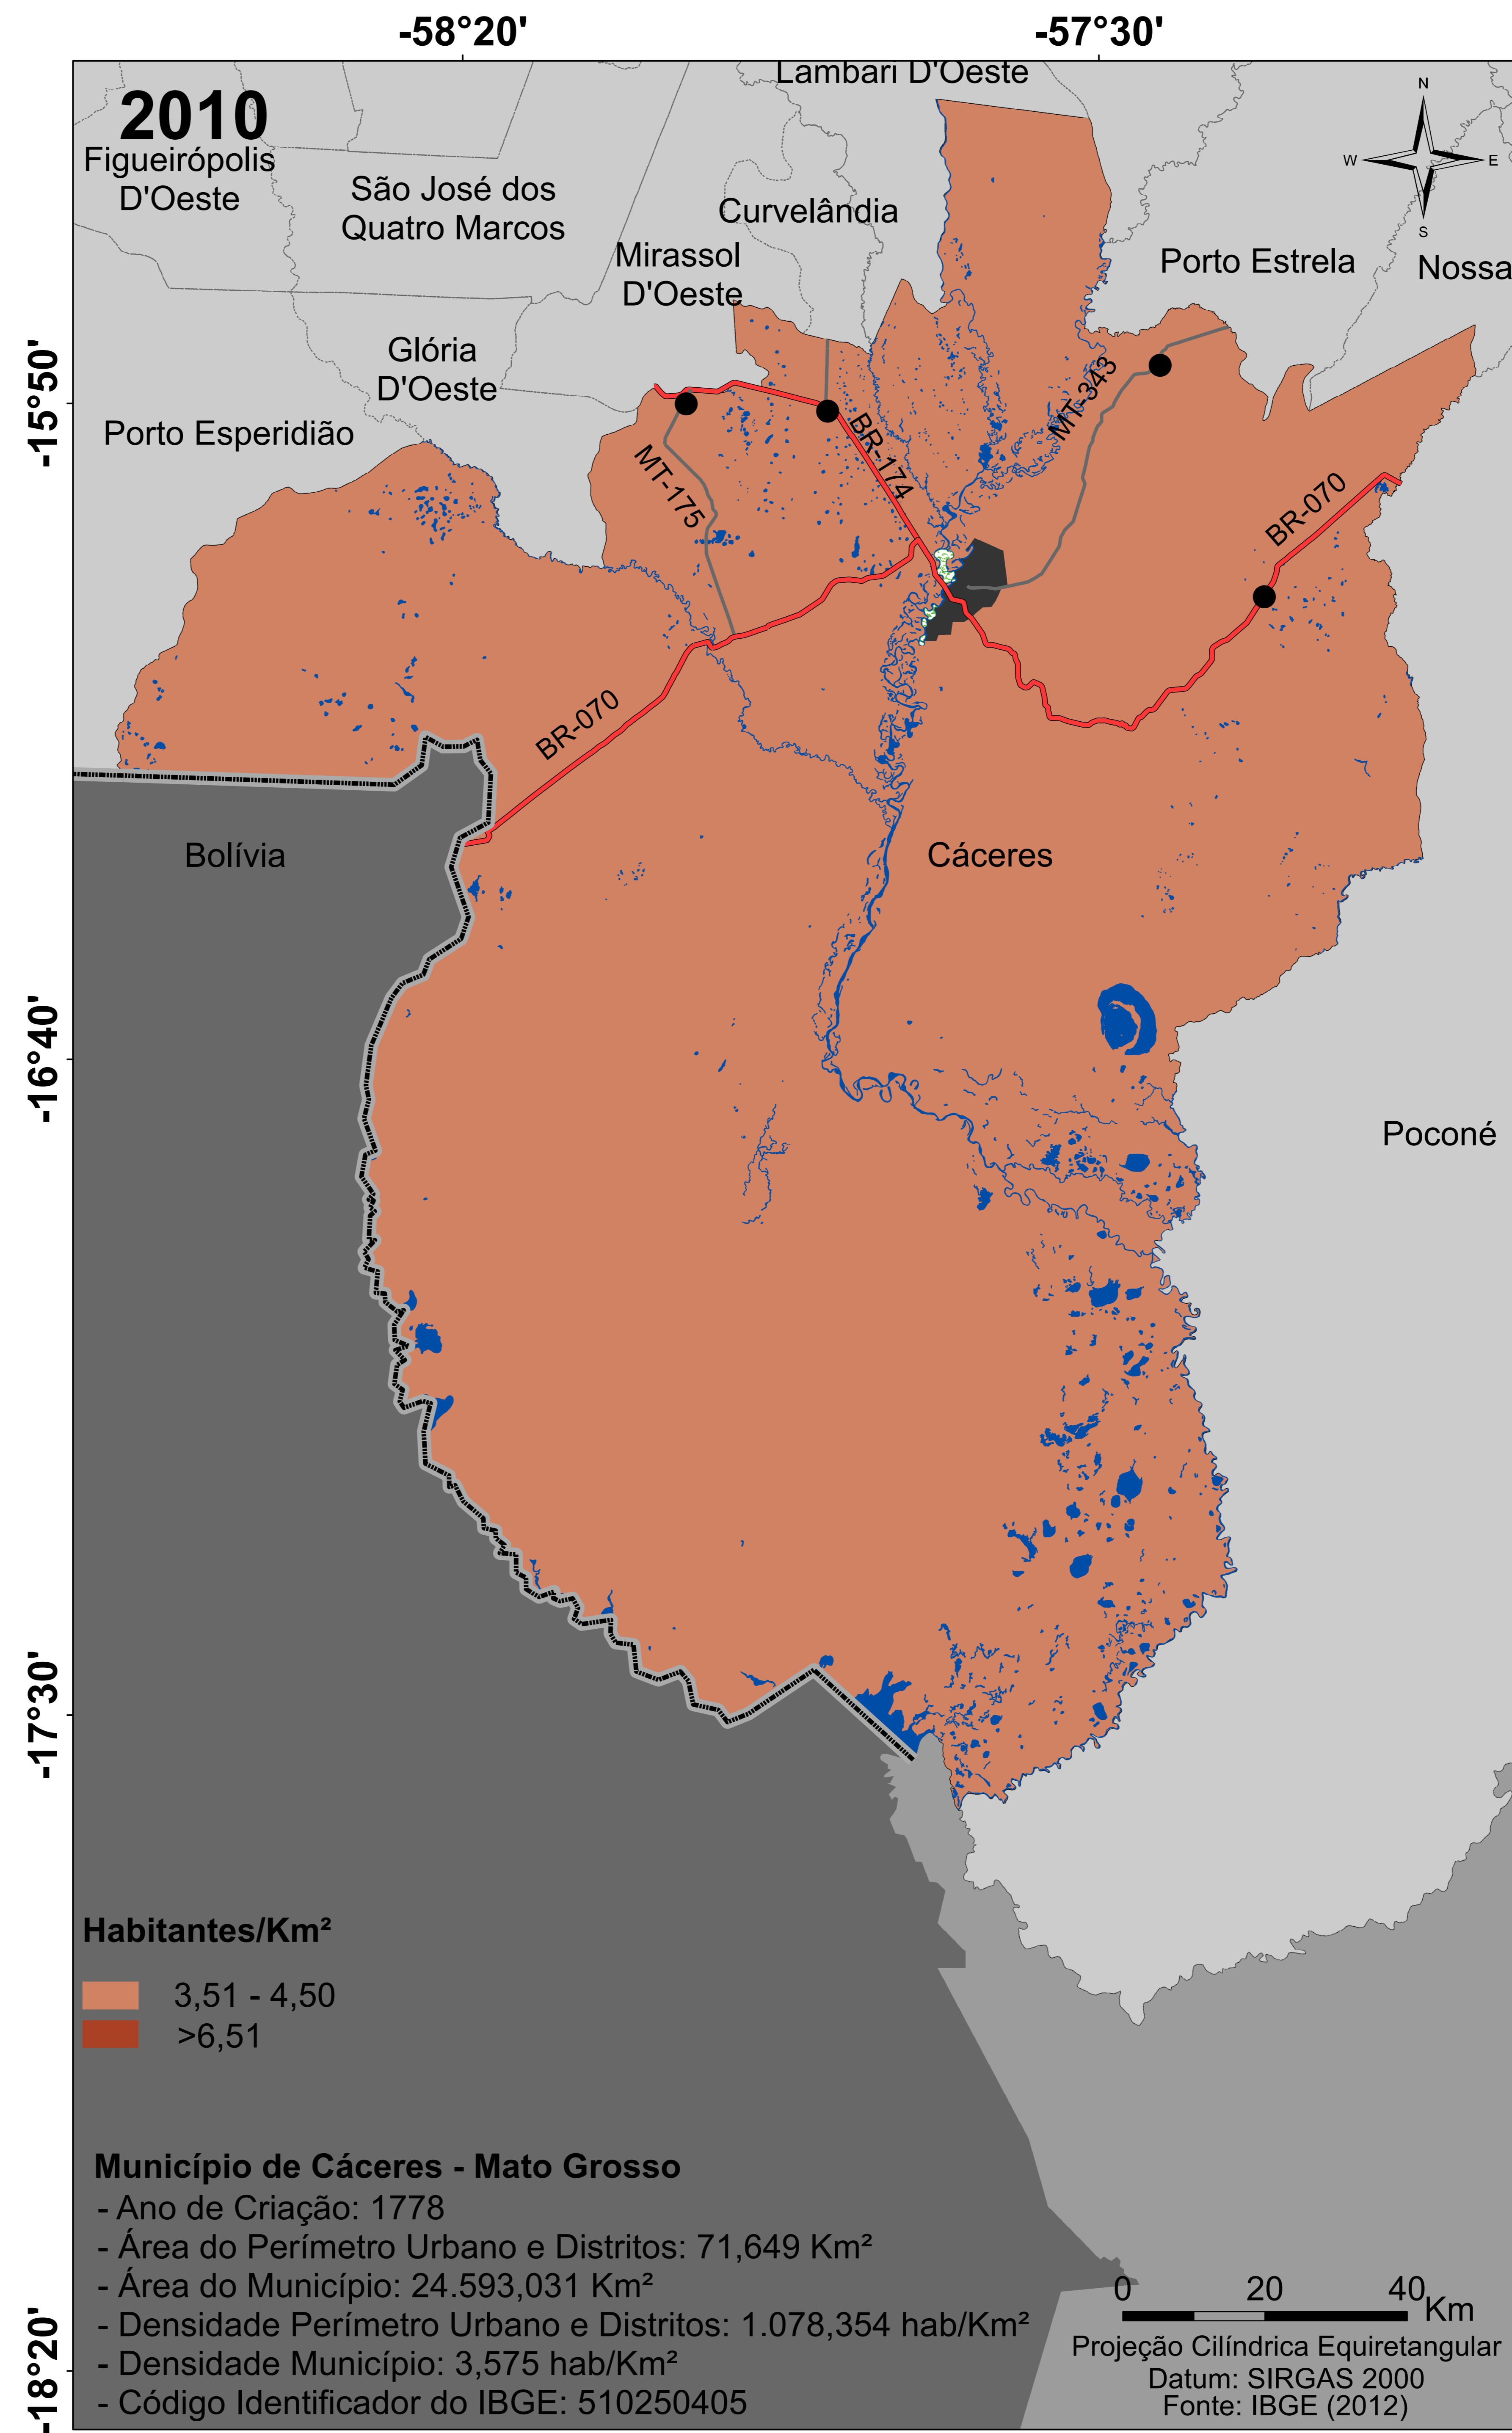 -58°20'
-57°30'
Lambari D'Oeste
2010
N
W
E
S
Figueirópolis
D'Oeste
São José dos
Quatro Marcos
Curvelândia
Mirassol
D'Oeste
Porto Estrela
Nossa
Glória
D'Oeste
-15°50'
Porto Esperidião
MT-343
BR-174
MT-175
BR-070
BR-070
Bolívia
Cáceres
-16°40'
Poconé
-17°30'
Habitantes/Km²
3,51 - 4,50
>6,51
Município de Cáceres - Mato Grosso
- Ano de Criação: 1778
- Área do Perímetro Urbano e Distritos: 71,649 Km²
- Área do Município: 24.593,031 Km²
- Densidade Perímetro Urbano e Distritos: 1.078,354 hab/Km²
- Densidade Município: 3,575 hab/Km²
- Código Identificador do IBGE: 510250405
-18°20'
0 20 40 Km
Projeção Cilíndrica Equiretangular
Datum: SIRGAS 2000
Fonte: IBGE (2012)